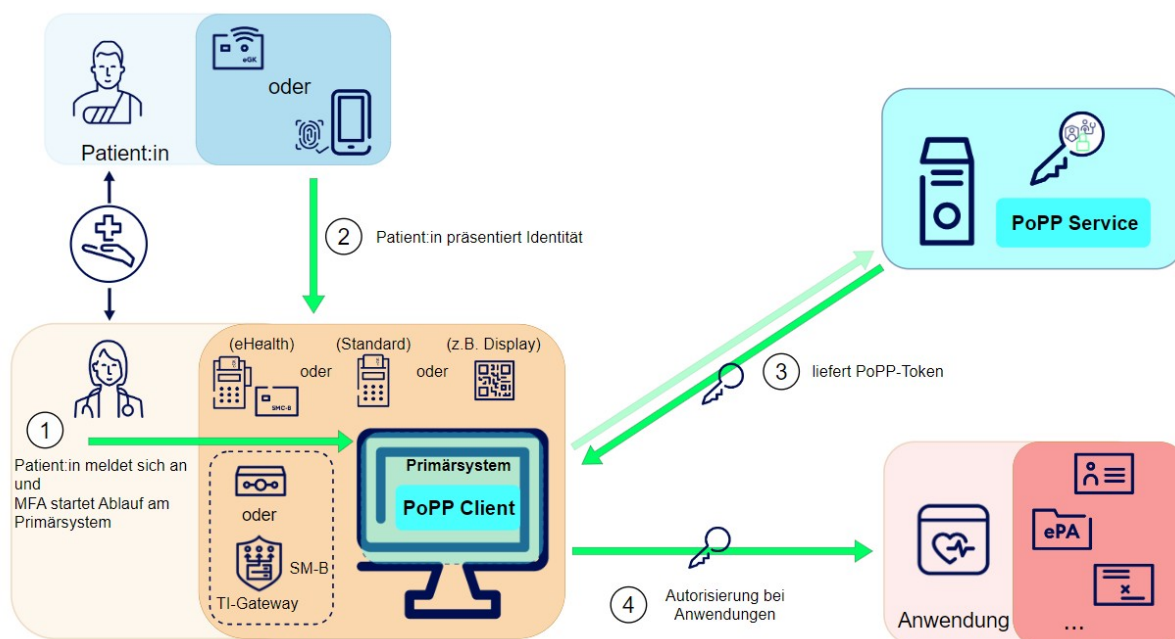 eGK
oder
Patient:in
2
Patient:in präsentiert Identität
PoPP Service
(eHealth)
(Standard)
(z.B. Display)
oder
oder
SMC-B
1
Patient:in meldet sich an
und
MFA startet Ablauf am
Primärsystem
Primärsystem
PoPP Client
oder
SM-B
TI-Gateway
3
liefert PoPP-Token
4
Autorisierung bei
Anwendungen
ePA
Anwendung
...